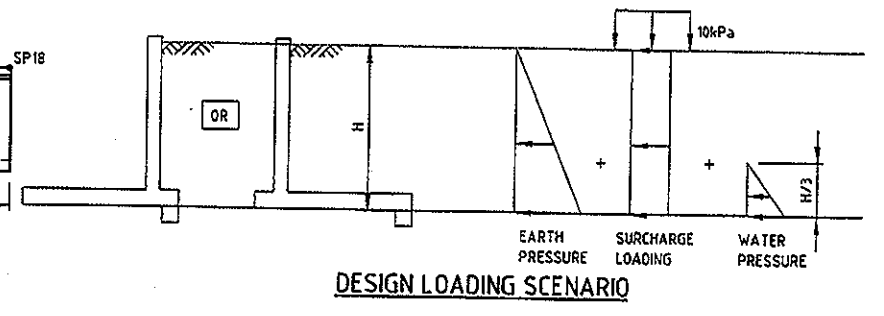 SP18
OR
H
10kPa
+
+
H/3
EARTH
PRESSURE
SURCHARGE
LOADING
WATER
PRESSURE
DESIGN LOADING SCENARIO